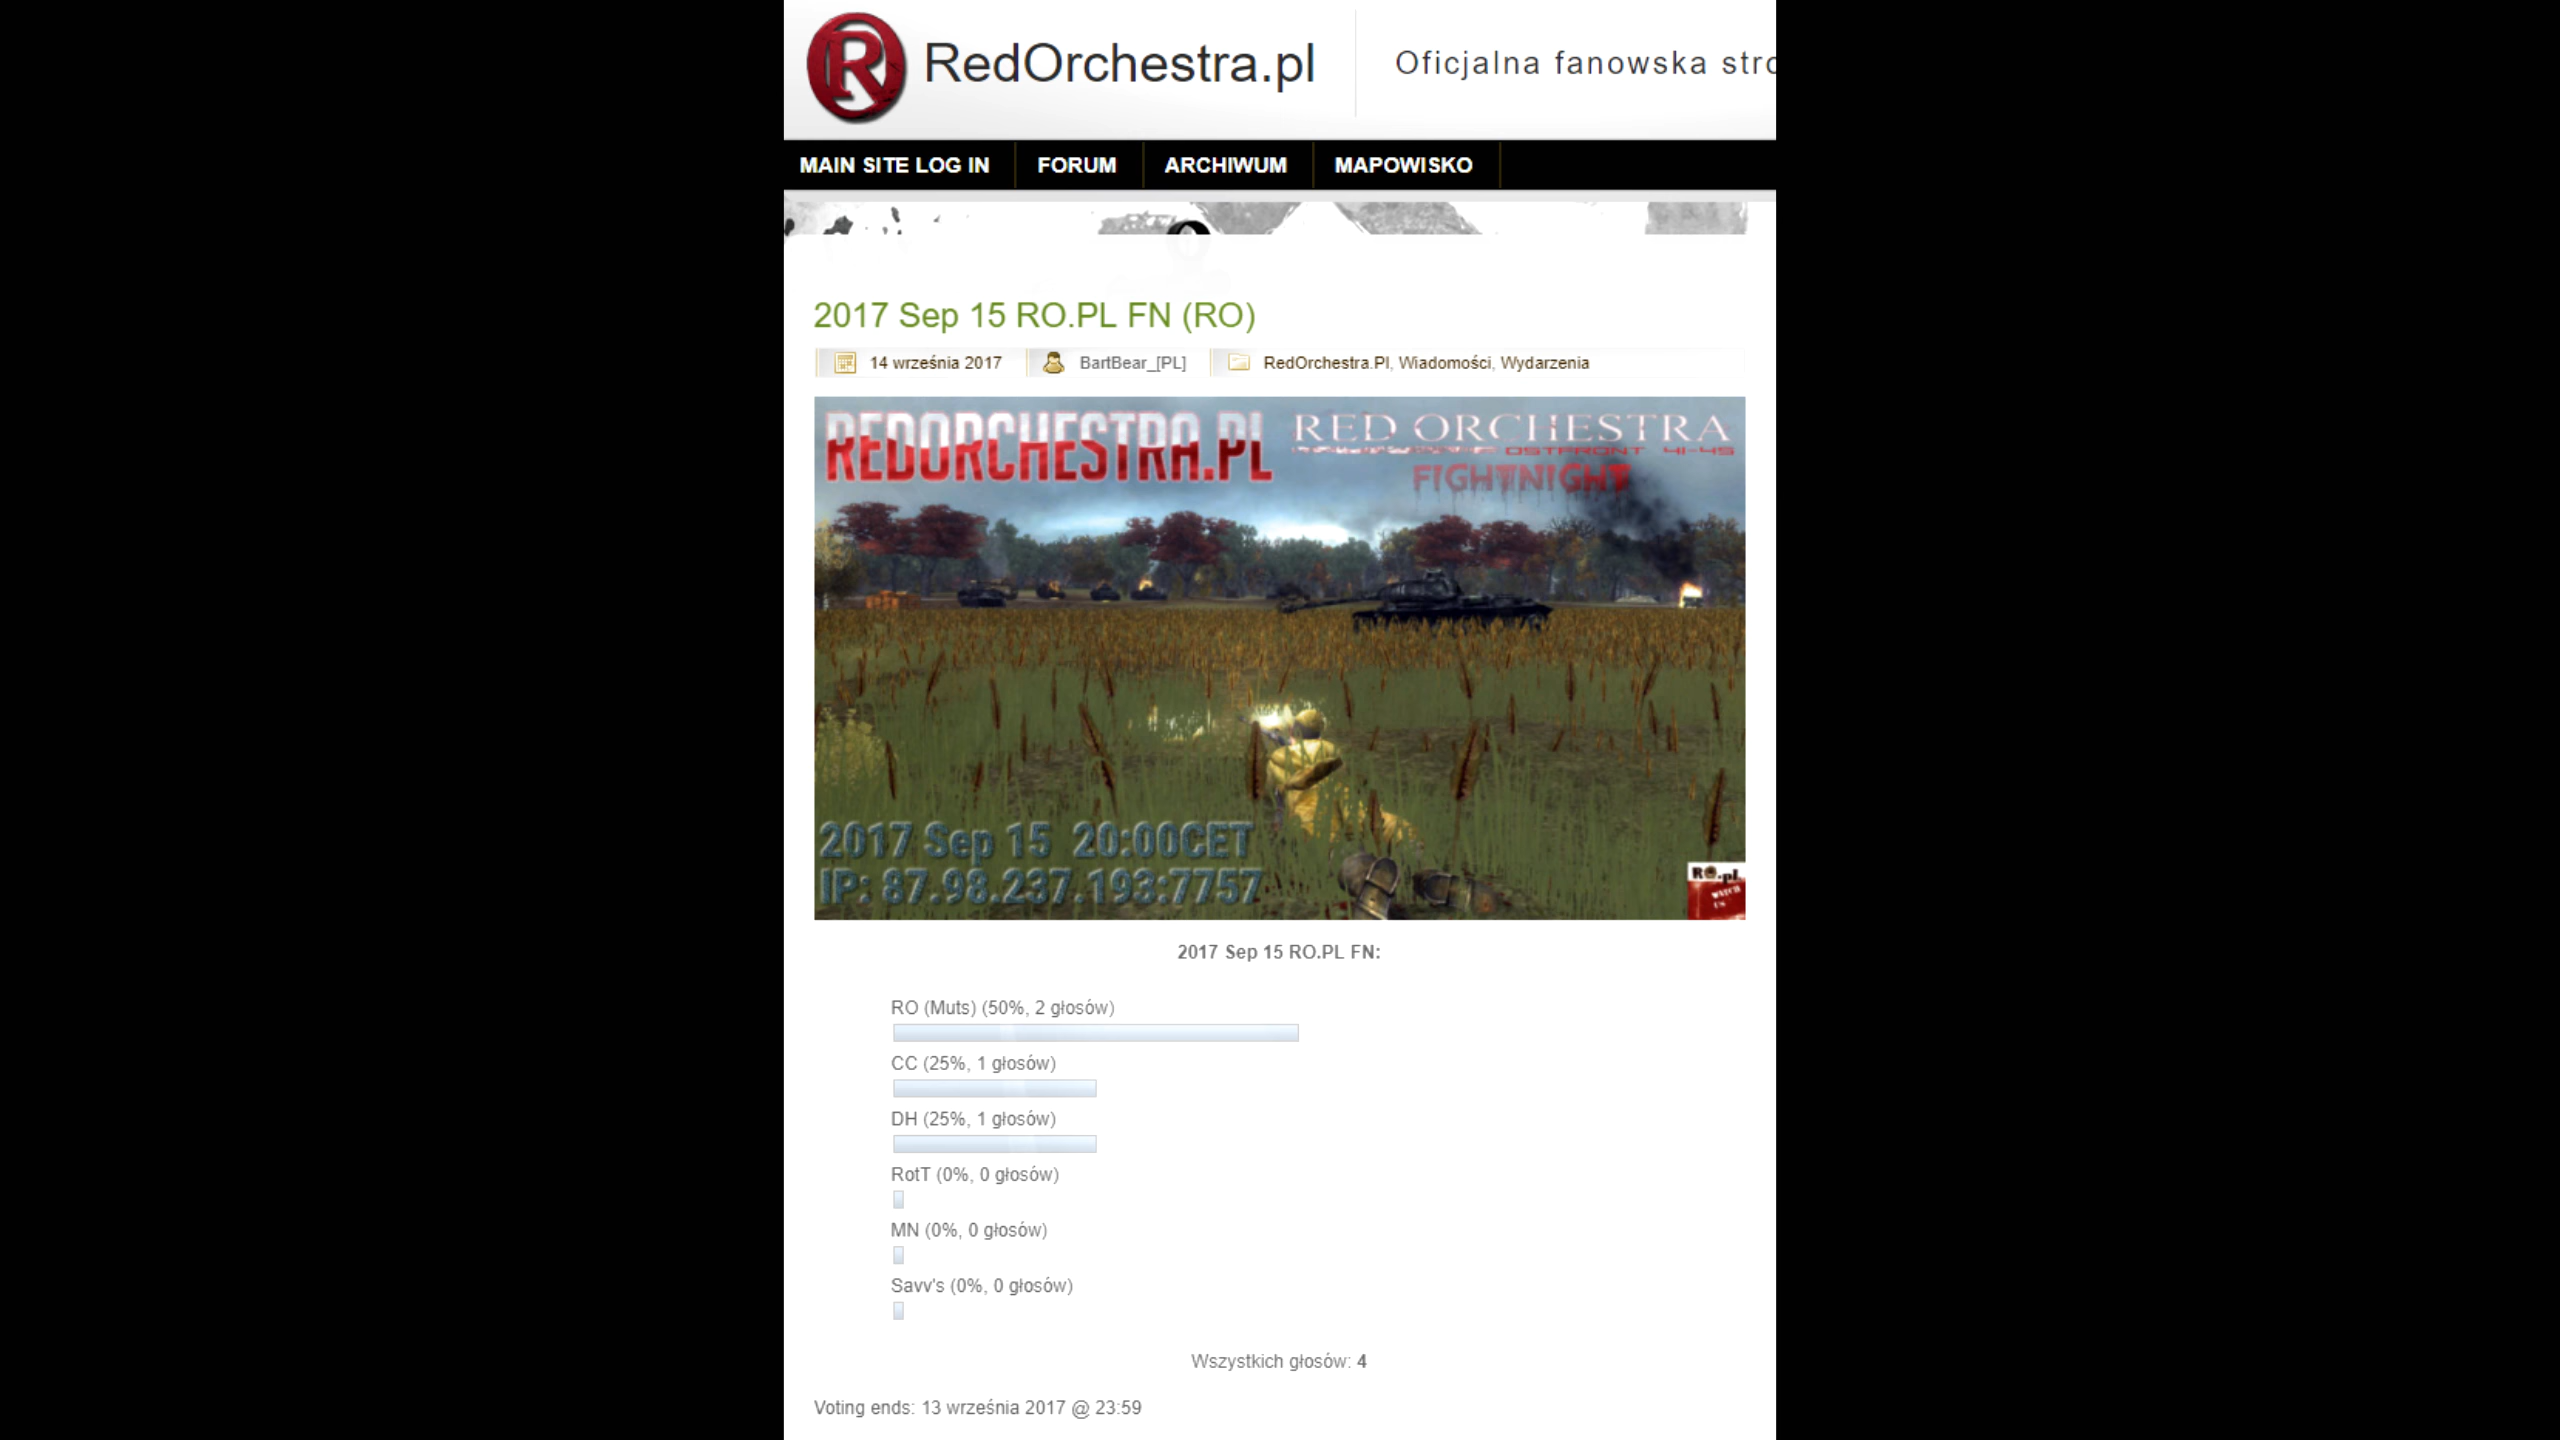 RedOrchestra.pl
Oficjalna fanowska
MAIN SITE LOG IN FORUM ARCHIWUM MAPOWISKO
2017 Sep 15 RO.PL FN (RO)
14 września 2017 BartBear_[PL] RedOrchestra.Pl, Wiadomości, Wydarzenia
REDORCHESTRA.PL RED ORCHESTRA
OSTFRONT 41-45
FIGHTNIGHT
2017 Sep 15 20:00CET
IP: 87.98.237.193:7757
RO.pl
WATCH
US
2017 Sep 15 RO.PL FN:
RO (Muts) (50%, 2 głosów)
CC (25%, 1 głosów)
DH (25%, 1 głosów)
RotT (0%, 0 głosów)
MN (0%, 0 głosów)
Savv's (0%, 0 głosów)
Wszystkich głosów: 4
Voting ends: 13 września 2017 @ 23:59